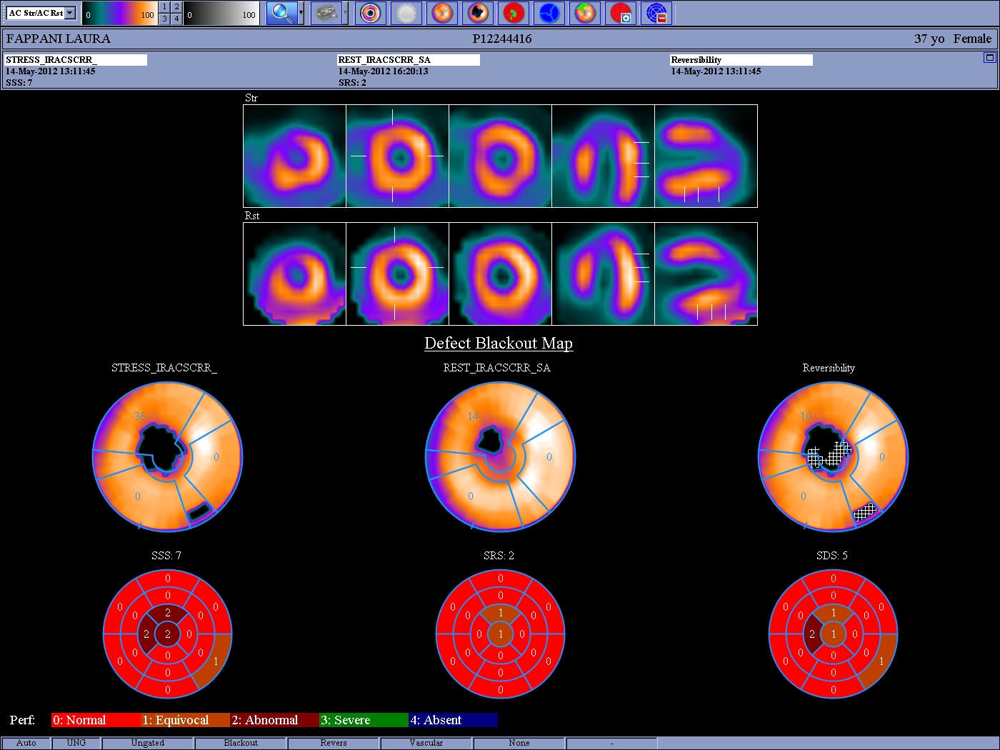 AC Str/AC Rst 0 100 1 2 3 4 0 100
FAPPANI LAURA P12244416 37 yo Female
STRESS_IRACSCRR_ REST_IRACSCRR_SA Reversibility
14-May-2012 13:11:45 14-May-2012 16:20:13 14-May-2012 13:11:45
SSS: 7 SRS: 2
Str
Rst
Defect Blackout Map
STRESS_IRACSCRR_ REST_IRACSCRR_SA Reversibility
36 14 10
0 0 0
0 0 0
SSS: 7 SRS: 2 SDS: 5
0 0 0
0 0 0
0 0 0 0 0 0
2 1 1
0 0 0 0 0 0
2 2 0 0 1 0 2 1 0
0 0 0 0 0 0
0 0 0
0 1 0 0 0 1
0 0 0
0 0 0
Perf: 0: Normal 1: Equivocal 2: Abnormal 3: Severe 4: Absent
Auto UNG Ungated Blackout Revers Vascular None -